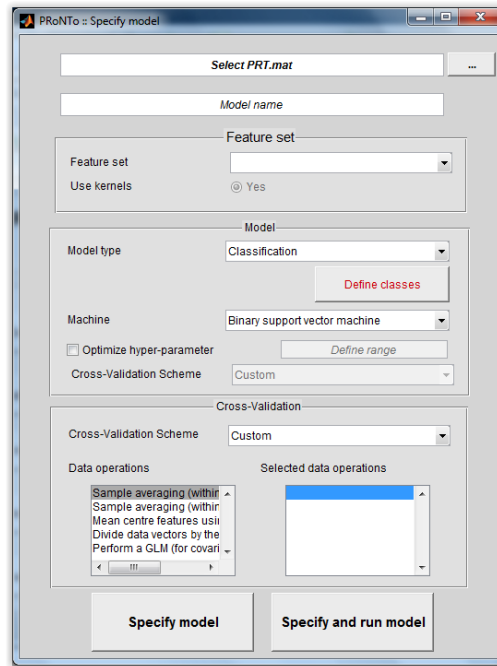 PRoNTo :: Specify model
Select PRT.mat
...
Model name
Feature set
Feature set
Use kernels
Yes
Model
Model type
Classification
Define classes
Machine
Binary support vector machine
Optimize hyper-parameter
Define range
Cross-Validation Scheme
Custom
Cross-Validation
Cross-Validation Scheme
Custom
Data operations
Selected data operations
Sample averaging (within
Sample averaging (within
Mean centre features usin
Divide data vectors by the
Perform a GLM (for covari
Specify model
Specify and run model